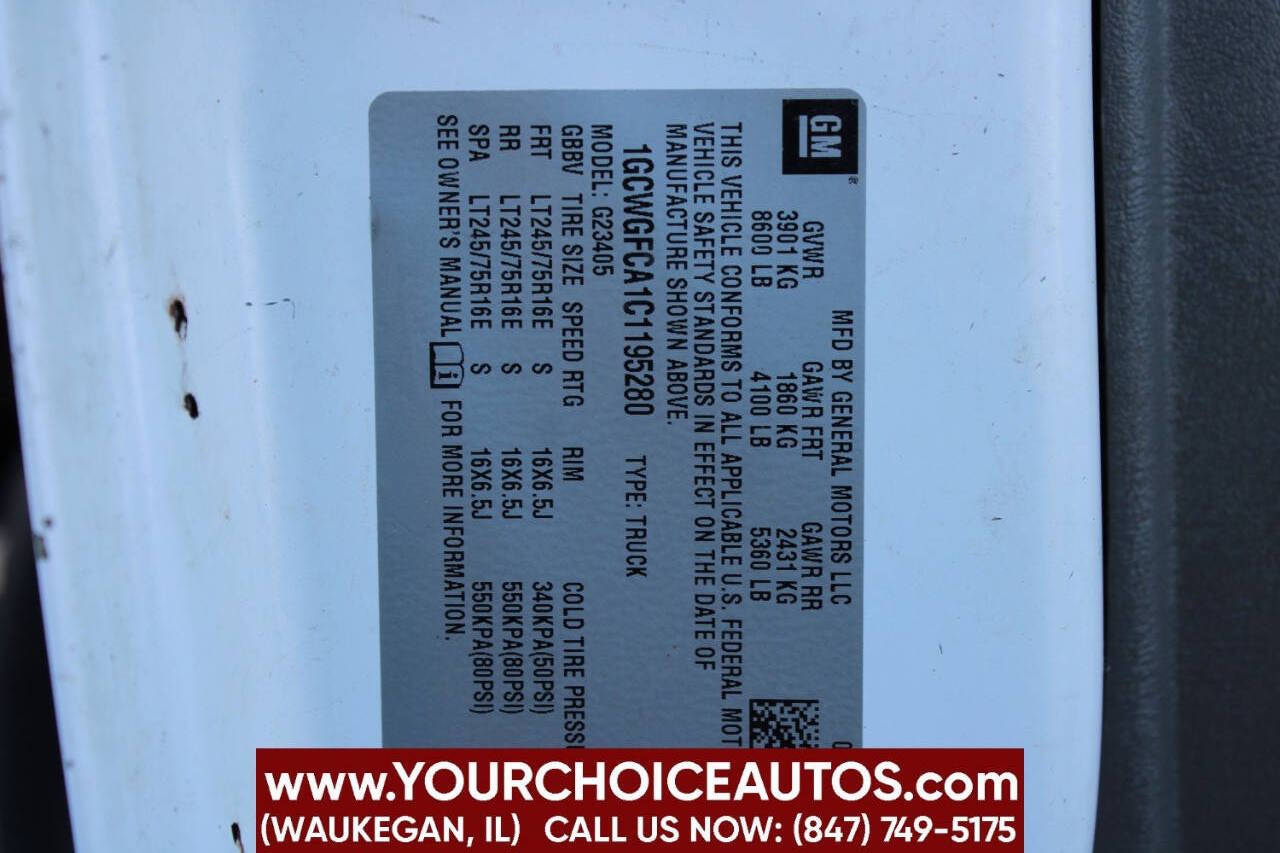 GM®
MFD BY GENERAL MOTORS LLC
GVWR GAWR FRT GAWR RR
3901 KG 1860 KG 2431 KG
8600 LB 4100 LB 5360 LB
THIS VEHICLE CONFORMS TO ALL APPLICABLE U.S. FEDERAL MOT
VEHICLE SAFETY STANDARDS IN EFFECT ON THE DATE OF
MANUFACTURE SHOWN ABOVE.
1GCWGFCA1C1195280 TYPE: TRUCK
MODEL: G23405
GBBV TIRE SIZE SPEED RTG RIM COLD TIRE PRESSU
FRT LT245/75R16E S 16X6.5J 340KPA(50PSI)
RR LT245/75R16E S 16X6.5J 550KPA(80PSI)
SPA LT245/75R16E S 16X6.5J 550KPA(80PSI)
SEE OWNER'S MANUAL i FOR MORE INFORMATION.
www.YOURCHOICEAUTOS.com
(WAUKEGAN, IL) CALL US NOW: (847) 749-5175